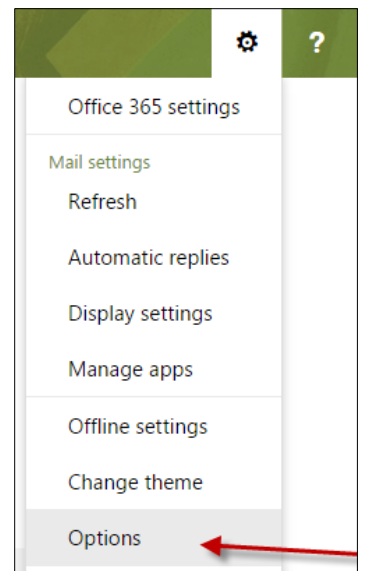 ?
Office 365 settings
Mail settings
Refresh
Automatic replies
Display settings
Manage apps
Offline settings
Change theme
Options